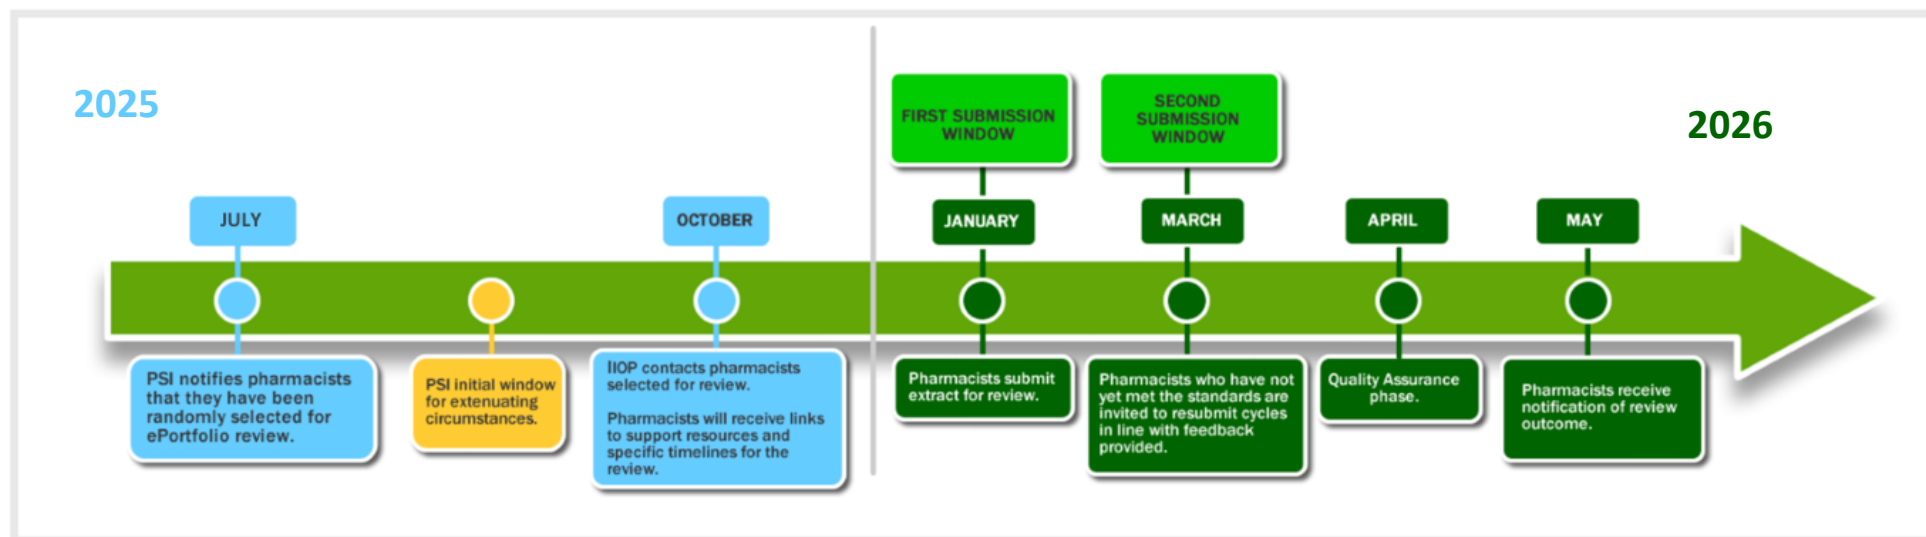 2025
2026
FIRST SUBMISSION
WINDOW
SECOND
SUBMISSION
WINDOW
JULY
OCTOBER
JANUARY
MARCH
APRIL
MAY
PSI notifies pharmacists
that they have been
randomly selected for
ePortfolio review.
PSI initial window
for extenuating
circumstances.
IIOP contacts pharmacists
selected for review.
Pharmacists will receive links
to support resources and
specific timelines for the
review.
Pharmacists submit
extract for review.
Pharmacists who have not
yet met the standards are
invited to resubmit cycles
in line with feedback
provided.
Quality Assurance
phase.
Pharmacists receive
notification of review
outcome.